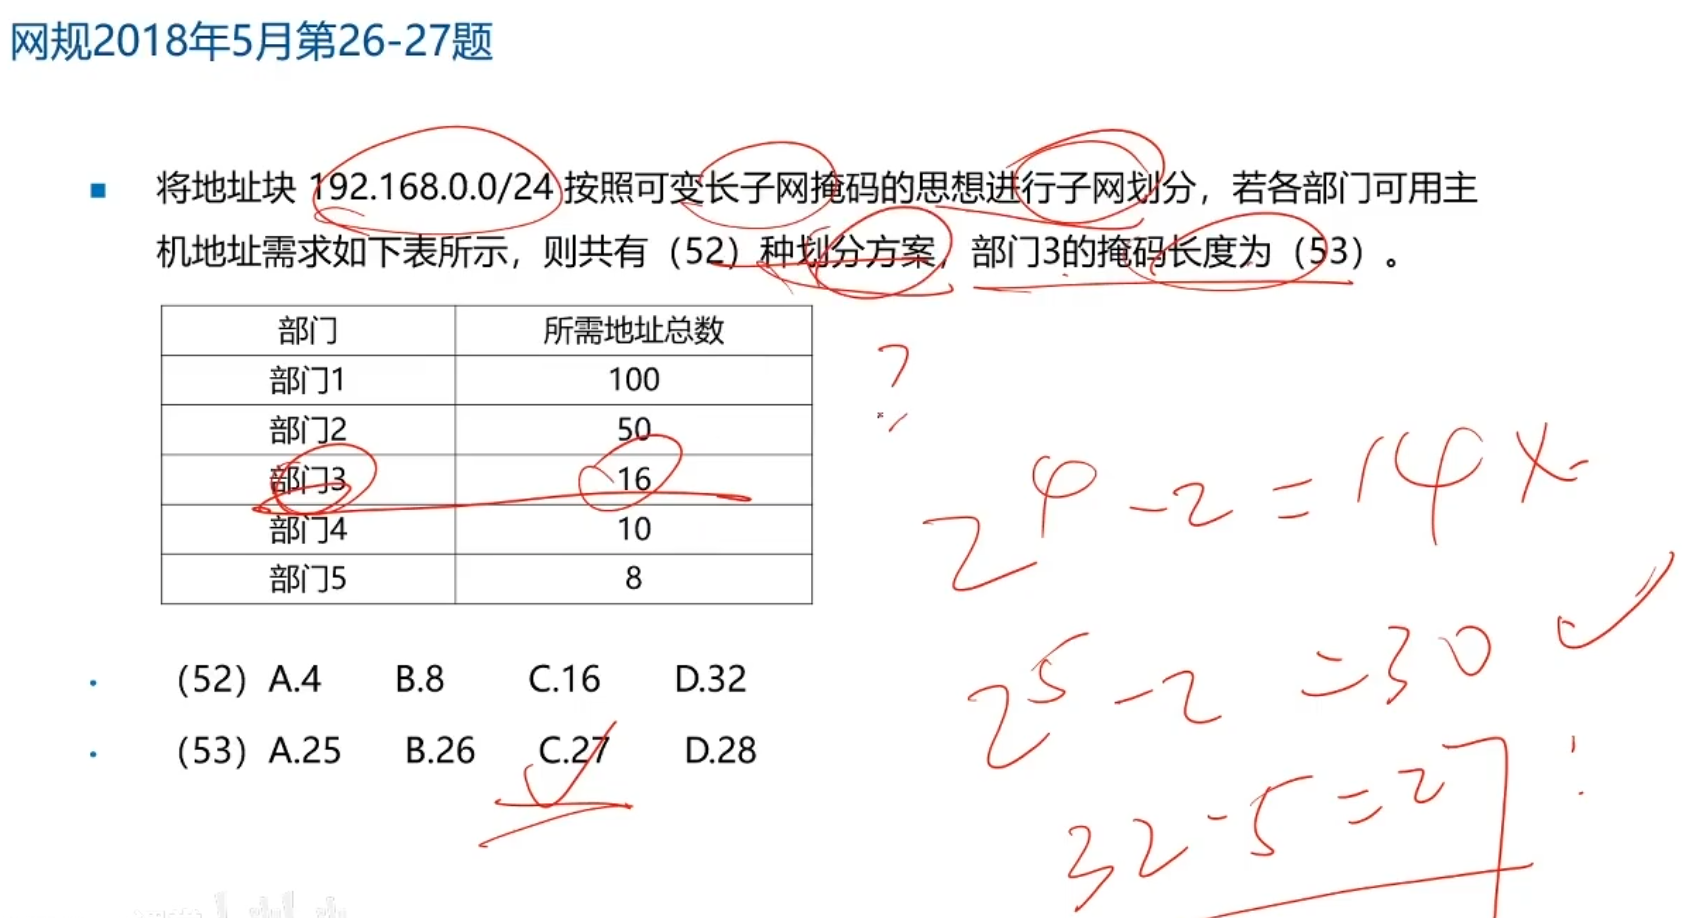 网规2018年5月第26-27题
将地址块 192.168.0.0/24 按照可变长子网掩码的思想进行子网划分，若各部门可用主
机地址需求如下表所示，则共有（52）种划分方案，部门3的掩码长度为（53）。
部门 所需地址总数
部门1 100
部门2 50
部门3 16
部门4 10
部门5 8
?
2^4-2=14 ×
2^5-2=30 ✓
32-5=27
（52）A.4 B.8 C.16 D.32
（53）A.25 B.26 C.27 D.28